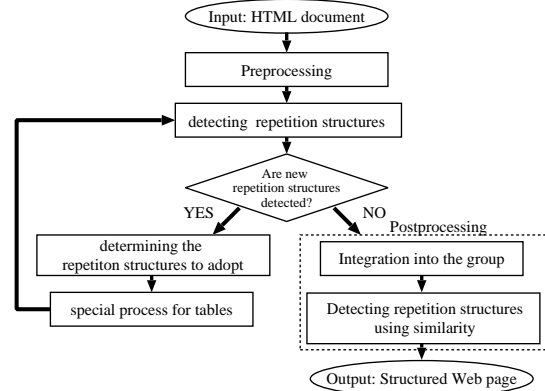 Input: HTML document
Preprocessing
detecting repetition structures
Are new
repetition structures
detected?
YES
NO
Postprocessing
determining the
repetiton structures to adopt
Integration into the group
special process for tables
Detecting repetition structures
using similarity
Output: Structured Web page